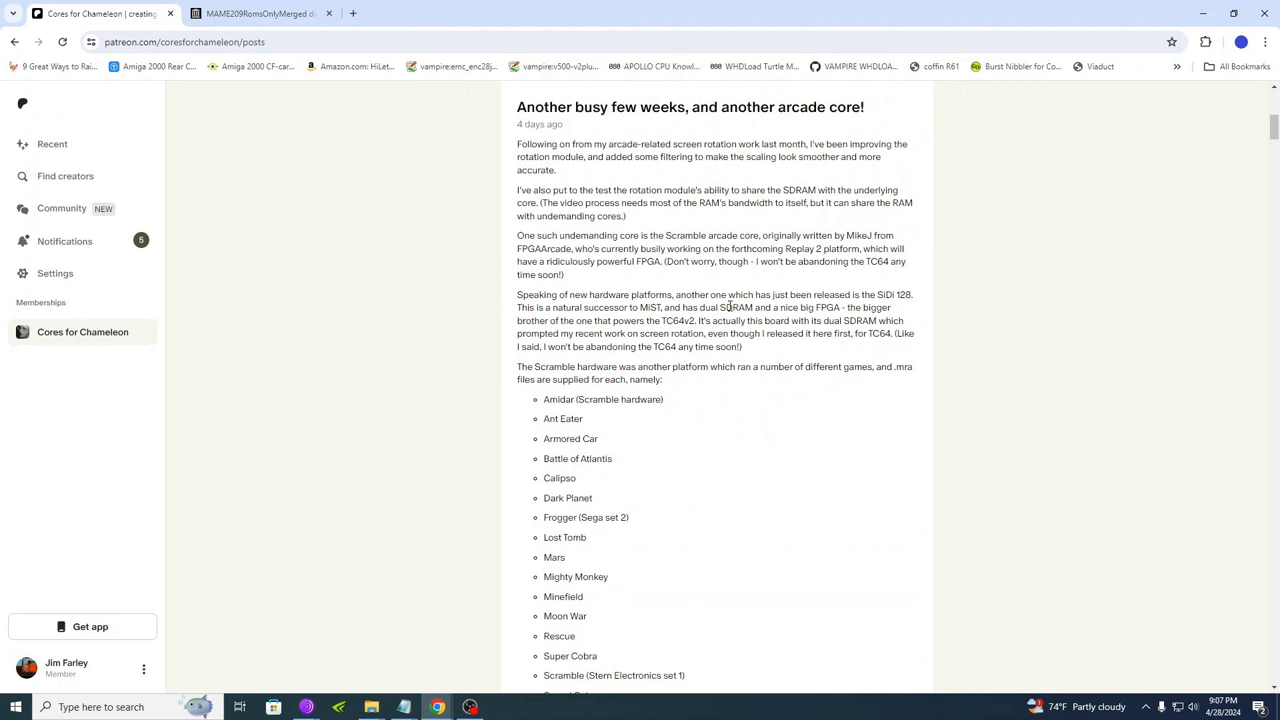 Cores for Chameleon | creating
MAME209RomsOnlyMerged di
patreon.com/coresforchameleon/posts
9 Great Ways to Rai...
Amiga 2000 Rear C...
Amiga 2000 CF-car...
Amazon.com: HiLet...
vampire:emc_enc28j...
vampire:v500-v2plu...
APOLLO CPU Knowl...
WHDLoad Turtle M...
VAMPIRE WHDLOA...
coffin R61
Burst Nibbler for Co...
Viaduct
»
All Bookmarks
Recent
Find creators
Community NEW
Notifications 5
Settings
Memberships
Cores for Chameleon
Get app
Jim Farley
Member
Another busy few weeks, and another arcade core!
4 days ago
Following on from my arcade-related screen rotation work last month, I've been improving the
rotation module, and added some filtering to make the scaling look smoother and more
accurate.
I've also put to the test the rotation module's ability to share the SDRAM with the underlying
core. (The video process needs most of the RAM's bandwidth to itself, but it can share the RAM
with undemanding cores.)
One such undemanding core is the Scramble arcade core, originally written by MikeJ from
FPGAArcade, who's currently busily working on the forthcoming Replay 2 platform, which will
have a ridiculously powerful FPGA. (Don't worry, though - I won't be abandoning the TC64 any
time soon!)
Speaking of new hardware platforms, another one which has just been released is the SiDi 128.
This is a natural successor to MiST, and has dual SDRAM and a nice big FPGA - the bigger
brother of the one that powers the TC64v2. It's actually this board with its dual SDRAM which
prompted my recent work on screen rotation, even though I released it here first, for TC64. (Like
I said, I won't be abandoning the TC64 any time soon!)
The Scramble hardware was another platform which ran a number of different games, and .mra
files are supplied for each, namely:
Amidar (Scramble hardware)
Ant Eater
Armored Car
Battle of Atlantis
Calipso
Dark Planet
Frogger (Sega set 2)
Lost Tomb
Mars
Mighty Monkey
Minefield
Moon War
Rescue
Super Cobra
Scramble (Stern Electronics set 1)
Type here to search
74°F Partly cloudy
9:07 PM
4/28/2024
2